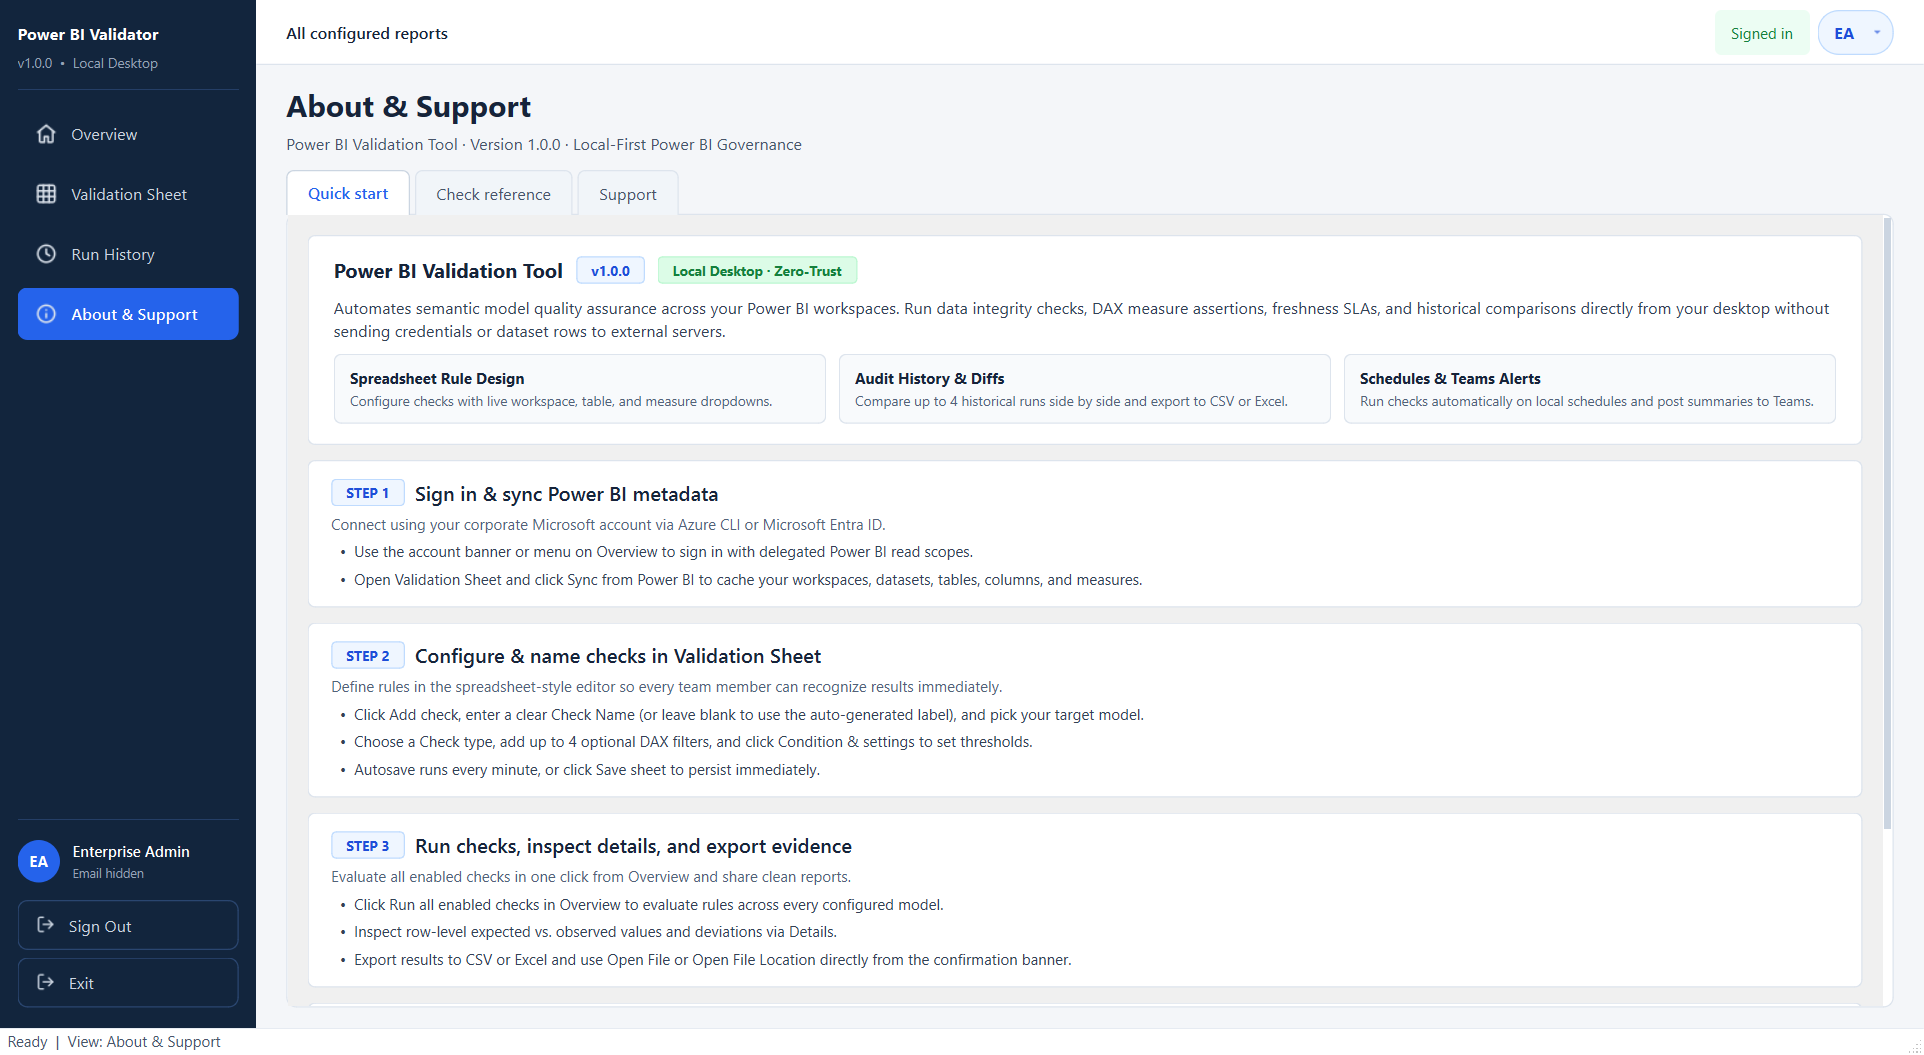 Power BI Validator
v1.0.0 • Local Desktop
Overview
Validation Sheet
Run History
About & Support
EA
Enterprise Admin
Email hidden
Sign Out
Exit
All configured reports
Signed in
EA
About & Support
Power BI Validation Tool · Version 1.0.0 · Local-First Power BI Governance
Quick start
Check reference
Support
Power BI Validation Tool
v1.0.0
Local Desktop · Zero-Trust
Automates semantic model quality assurance across your Power BI workspaces. Run data integrity checks, DAX measure assertions, freshness SLAs, and historical comparisons directly from your desktop without
sending credentials or dataset rows to external servers.
Spreadsheet Rule Design
Configure checks with live workspace, table, and measure dropdowns.
Audit History & Diffs
Compare up to 4 historical runs side by side and export to CSV or Excel.
Schedules & Teams Alerts
Run checks automatically on local schedules and post summaries to Teams.
STEP 1
Sign in & sync Power BI metadata
Connect using your corporate Microsoft account via Azure CLI or Microsoft Entra ID.
• Use the account banner or menu on Overview to sign in with delegated Power BI read scopes.
• Open Validation Sheet and click Sync from Power BI to cache your workspaces, datasets, tables, columns, and measures.
STEP 2
Configure & name checks in Validation Sheet
Define rules in the spreadsheet-style editor so every team member can recognize results immediately.
• Click Add check, enter a clear Check Name (or leave blank to use the auto-generated label), and pick your target model.
• Choose a Check type, add up to 4 optional DAX filters, and click Condition & settings to set thresholds.
• Autosave runs every minute, or click Save sheet to persist immediately.
STEP 3
Run checks, inspect details, and export evidence
Evaluate all enabled checks in one click from Overview and share clean reports.
• Click Run all enabled checks in Overview to evaluate rules across every configured model.
• Inspect row-level expected vs. observed values and deviations via Details.
• Export results to CSV or Excel and use Open File or Open File Location directly from the confirmation banner.
Ready | View: About & Support